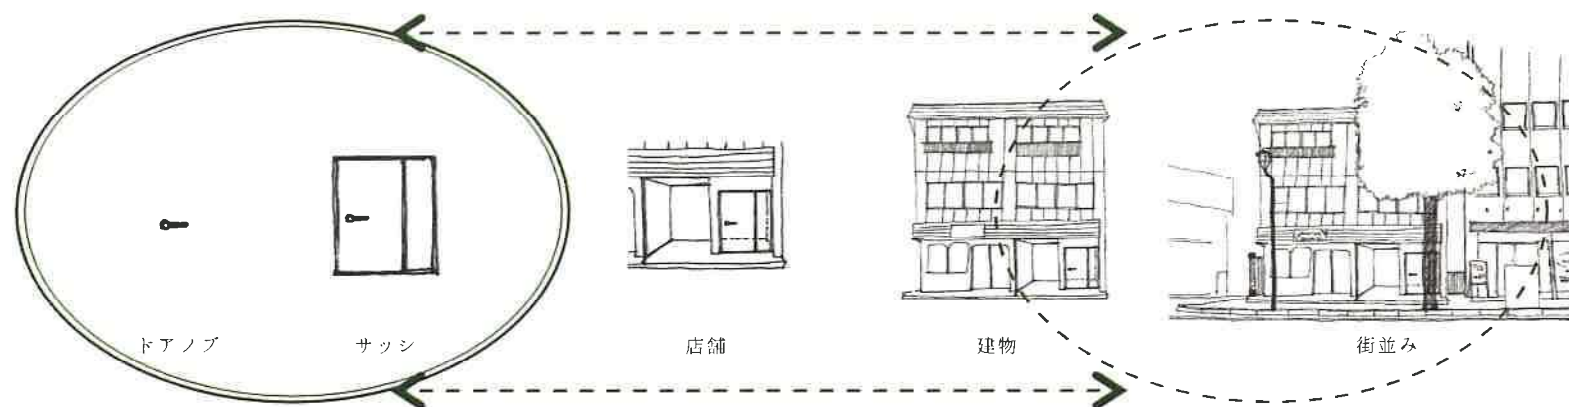 ドアノブ
サッシ
店舗
建物
街並み